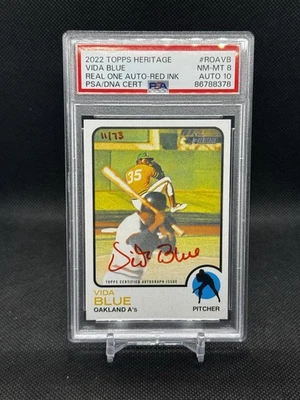 2022 TOPPS HERITAGE #ROAVB
VIDA BLUE NM-MT 8
REAL ONE AUTO-RED INK AUTO 10
PSA/DNA CERT PSA 86788378
11/73
35
Vida Blue
TOPPS CERTIFIED AUTOGRAPH ISSUE
VIDA
BLUE
OAKLAND A's PITCHER